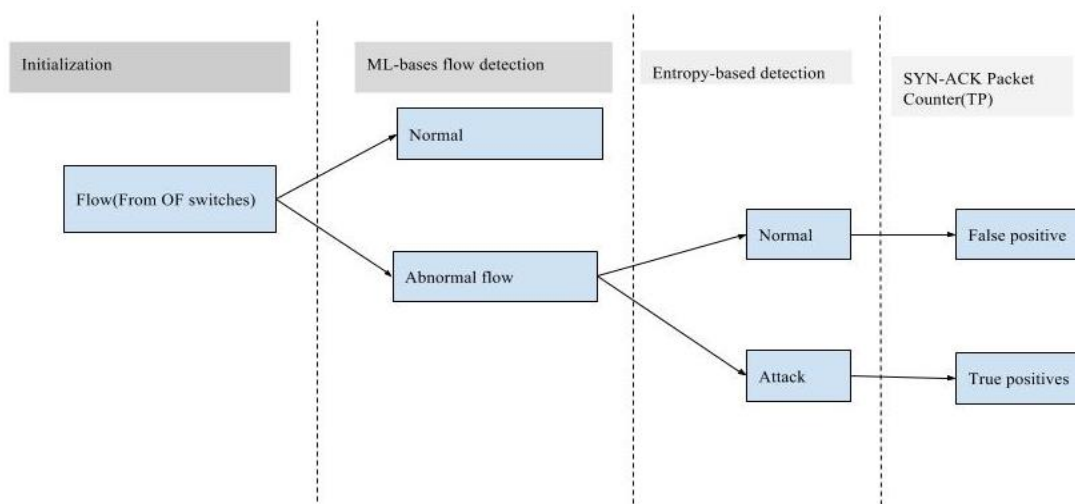 Initialization
ML-bases flow detection
Entropy-based detection
SYN-ACK Packet
Counter(TP)
Normal
Flow(From OF switches)
Abnormal flow
Normal
False positive
Attack
True positives